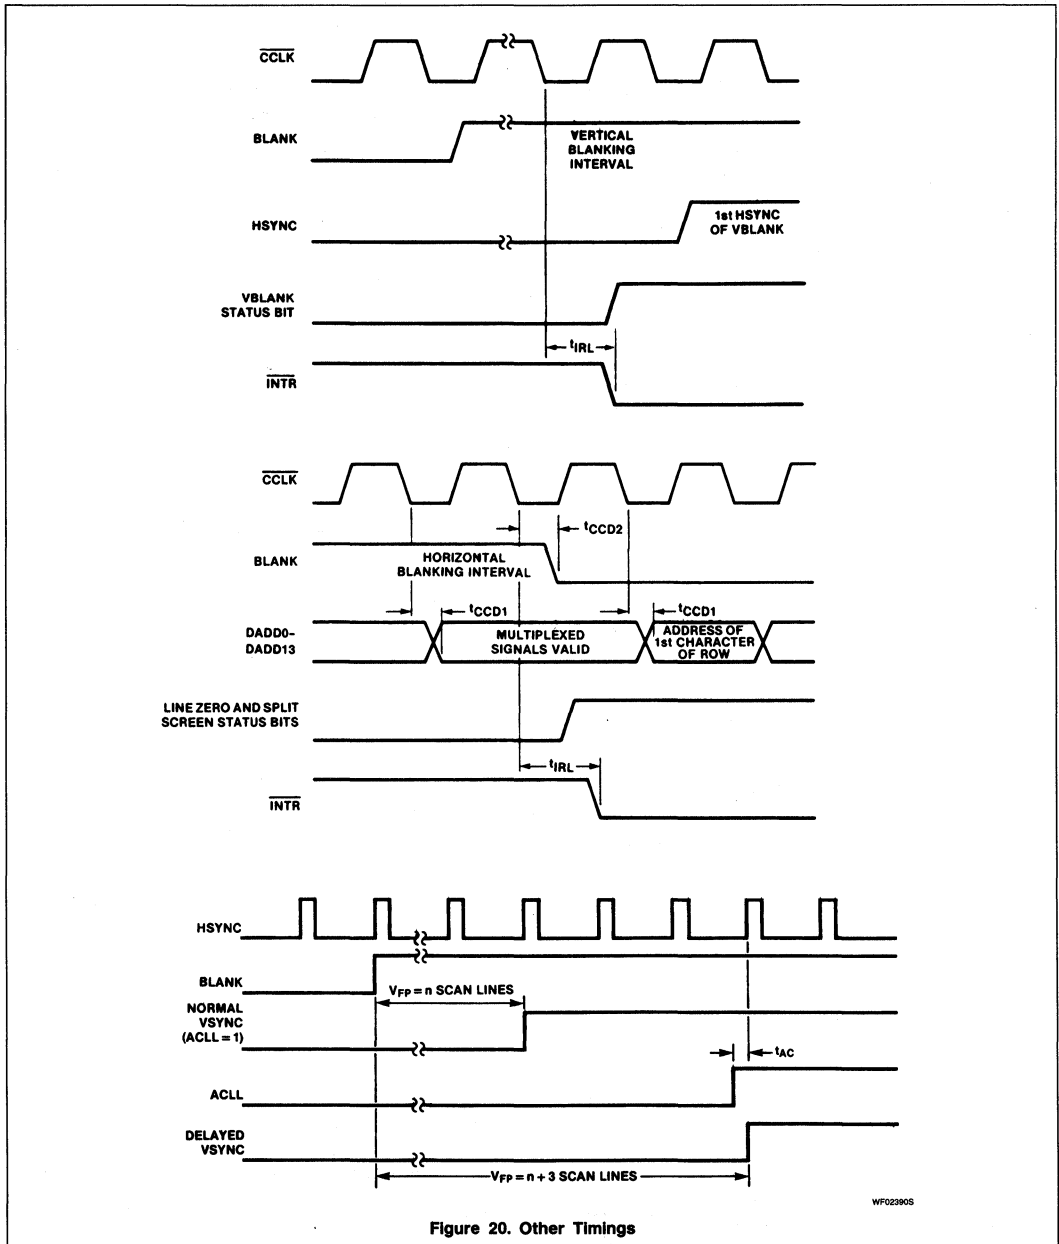 CCLK
BLANK
VERTICAL
BLANKING
INTERVAL
HSYNC
1st HSYNC
OF VBLANK
VBLANK
STATUS BIT
tIRL
INTR
CCLK
tCCD2
BLANK
HORIZONTAL
BLANKING INTERVAL
tCCD1
tCCD1
DADD0–
DADD13
MULTIPLEXED
SIGNALS VALID
ADDRESS OF
1st CHARACTER
OF ROW
LINE ZERO AND SPLIT
SCREEN STATUS BITS
tIRL
INTR
HSYNC
BLANK
VFP = n SCAN LINES
NORMAL
VSYNC
(ACLL = 1)
tAC
ACLL
DELAYED
VSYNC
VFP = n + 3 SCAN LINES
WF02390S
Figure 20. Other Timings